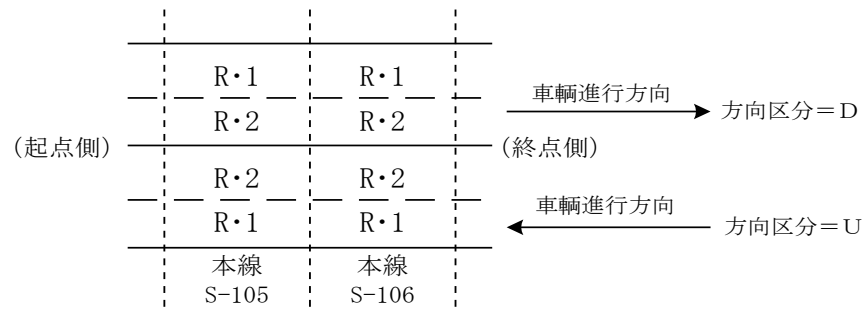 R・1 R・1
車輌進行方向
方向区分＝D
R・2 R・2
(起点側)
(終点側)
R・2 R・2
車輌進行方向
方向区分＝U
R・1 R・1
本線 本線
S-105 S-106